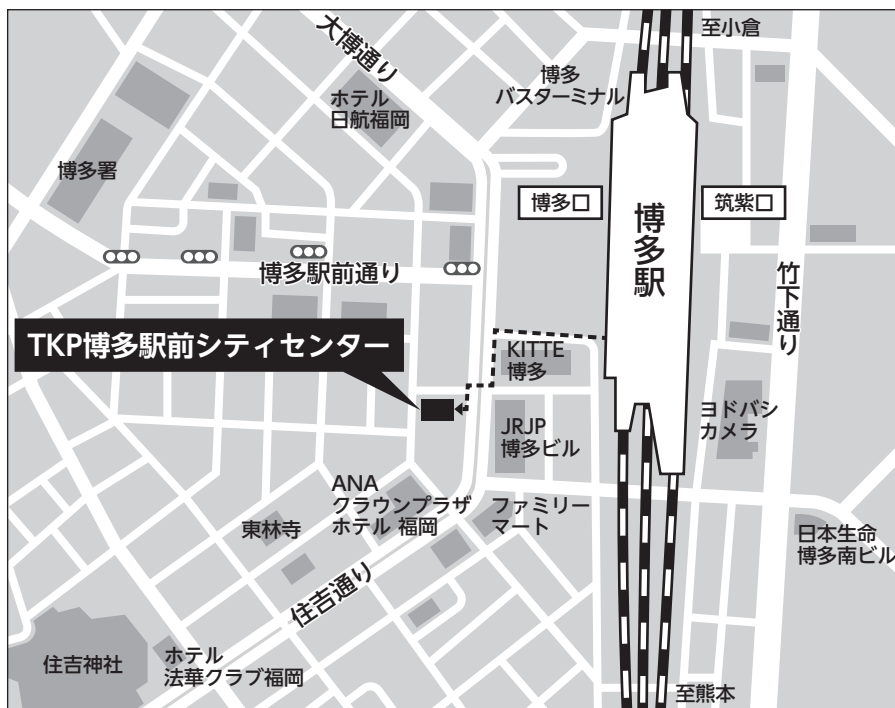 至小倉
大博通り
博多
バスターミナル
ホテル
日航福岡
博多署
博多口
博多駅
筑紫口
博多駅前通り
竹下通り
TKP博多駅前シティセンター
KITTE
博多
JRJP
博多ビル
ヨドバシ
カメラ
ANA
クラウンプラザ
ホテル 福岡
ファミリー
マート
東林寺
日本生命
博多南ビル
住吉通り
住吉神社
ホテル
法華クラブ福岡
至熊本